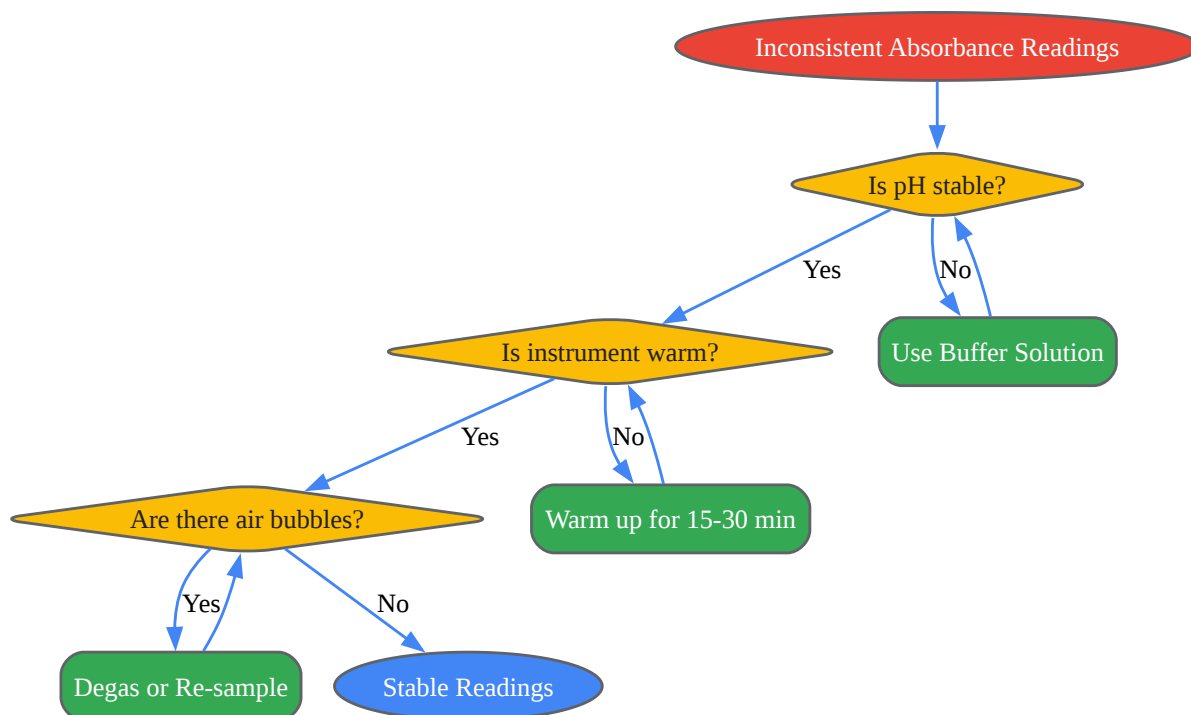 Inconsistent Absorbance Readings
Is pH stable?
Yes
No
Use Buffer Solution
Is instrument warm?
Yes
No
Warm up for 15-30 min
Are there air bubbles?
Yes
No
Degas or Re-sample
Stable Readings